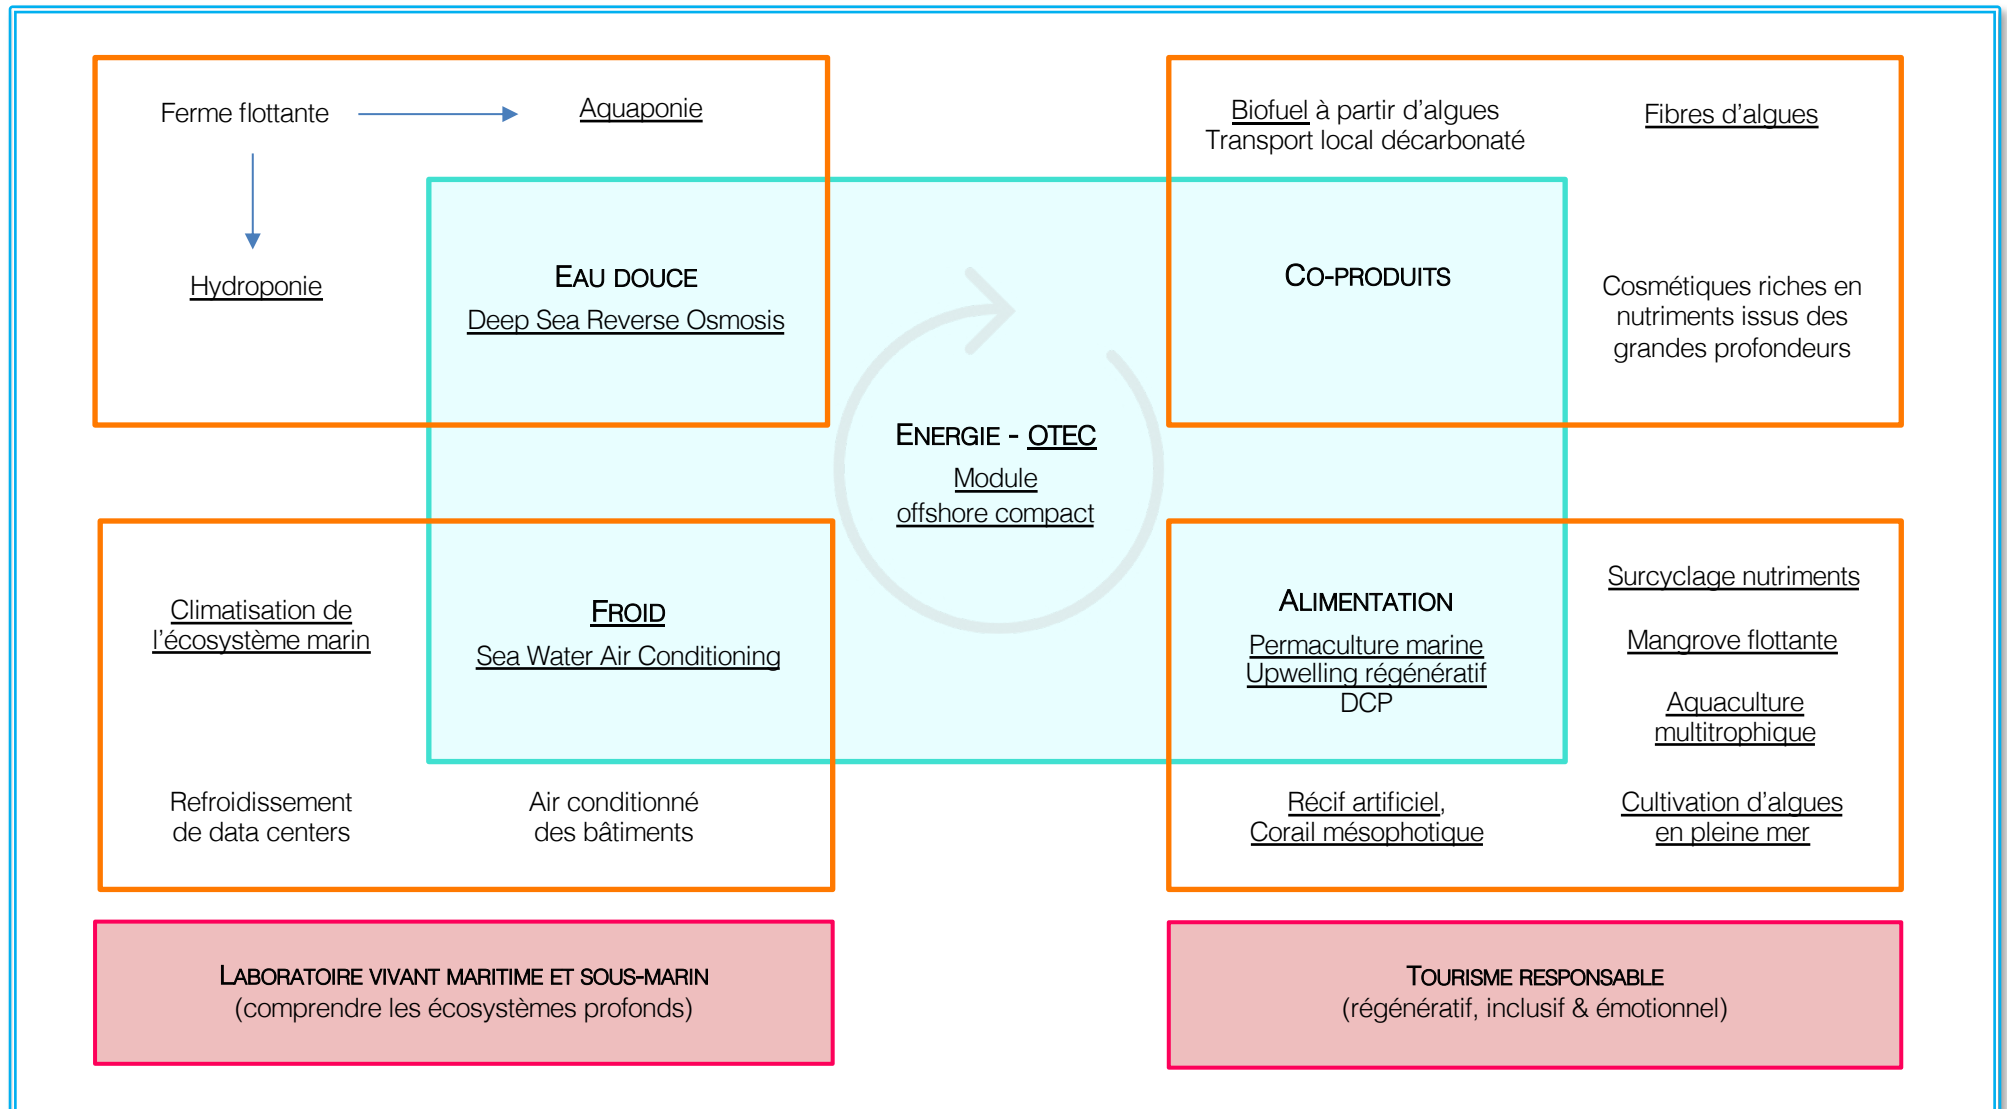 Ferme flottante
Aquaponie
Hydroponie
EAU DOUCE
Deep Sea Reverse Osmosis
Biofuel à partir d’algues
Transport local décarbonaté
Fibres d’algues
CO-PRODUITS
Cosmétiques riches en
nutriments issus des
grandes profondeurs
ENERGIE - OTEC
Module
offshore compact
Climatisation de
l’écosystème marin
FROID
Sea Water Air Conditioning
Refroidissement
de data centers
Air conditionné
des bâtiments
ALIMENTATION
Permaculture marine
Upwelling régénératif
DCP
Surcyclage nutriments
Mangrove flottante
Aquaculture
multitrophique
Récif artificiel,
Corail mésophotique
Cultivation d’algues
en pleine mer
LABORATOIRE VIVANT MARITIME ET SOUS-MARIN
(comprendre les écosystèmes profonds)
TOURISME RESPONSABLE
(régénératif, inclusif & émotionnel)